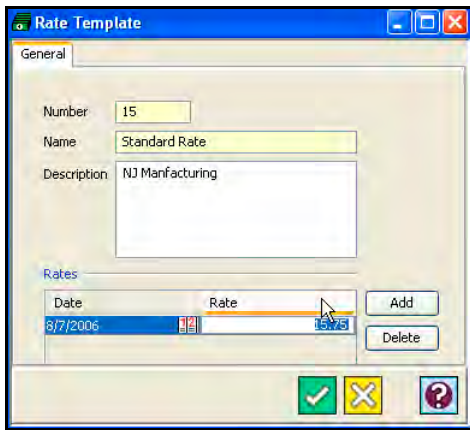 Rate Template
General
Number 15
Name Standard Rate
Description NJ Manfacturing
Rates
Date Rate Add
8/7/2006 12 15.75
Delete
?